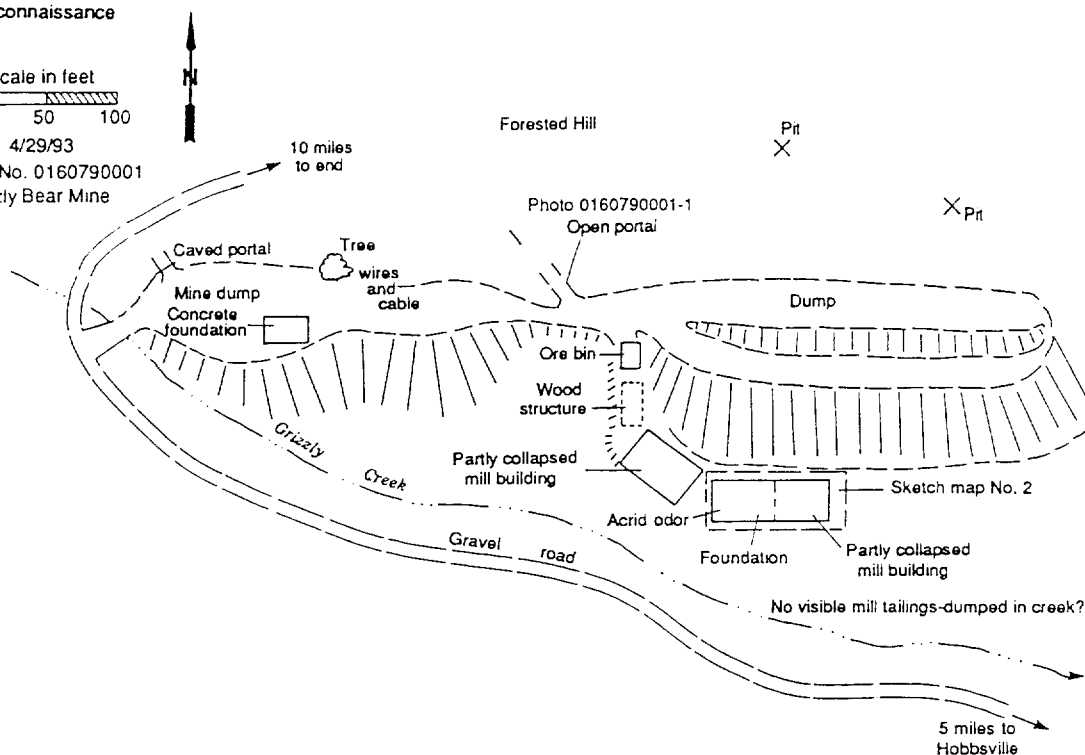 connaissance
N
cale in feet
50 100
4/29/93
No. 0160790001
ly Bear Mine
10 miles
to end
Forested Hill
Pit
Pit
Photo 0160790001-1
Open portal
Caved portal
Tree
wires
and
cable
Mine dump
Concrete
foundation
Dump
Ore bin
Wood
structure
Grizzly
Creek
Partly collapsed
mill building
Sketch map No. 2
Acrid odor
Foundation
Partly collapsed
mill building
Gravel road
No visible mill tailings-dumped in creek?
5 miles to
Hobbsville